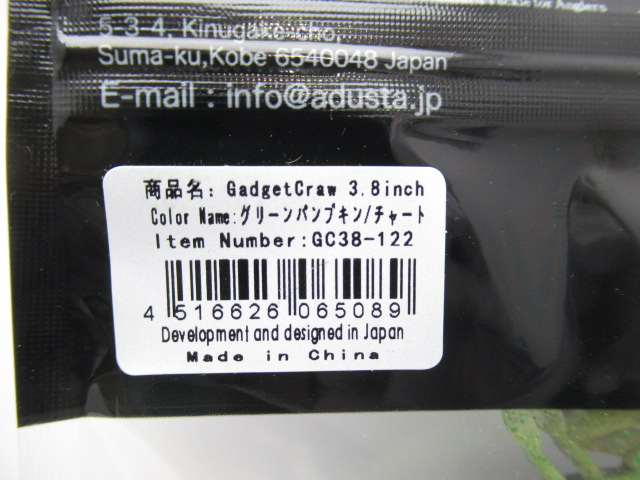 for Anglers.
5-3-4, Kinugake-cho,
Suma-ku,Kobe 6540048 Japan
E-mail : info@adusta.jp
商品名: GadgetCraw 3.8inch
Color Name:グリーンパンプキン/チャート
Item Number:GC38-122
4 516626 065089
Development and designed in Japan
Made in China